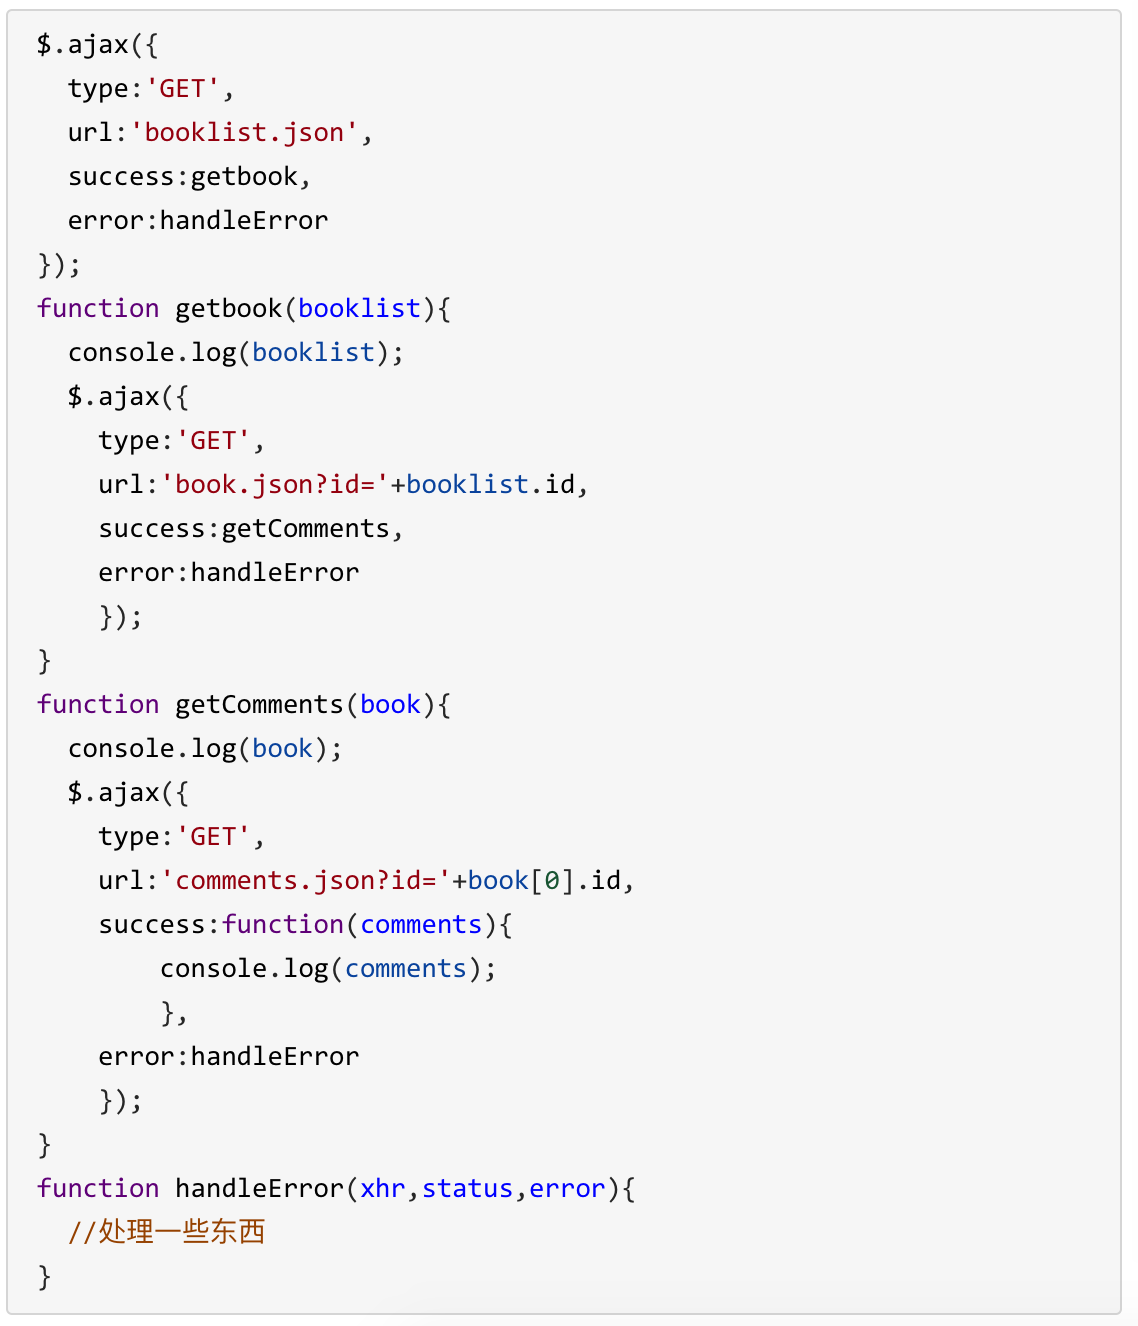 $.ajax({
  type:'GET',
  url:'booklist.json',
  success:getbook,
  error:handleError
});
function getbook(booklist){
  console.log(booklist);
  $.ajax({
    type:'GET',
    url:'book.json?id='+booklist.id,
    success:getComments,
    error:handleError
    });
}
function getComments(book){
  console.log(book);
  $.ajax({
    type:'GET',
    url:'comments.json?id='+book[0].id,
    success:function(comments){
        console.log(comments);
        },
    error:handleError
    });
}
function handleError(xhr,status,error){
  //处理一些东西
}